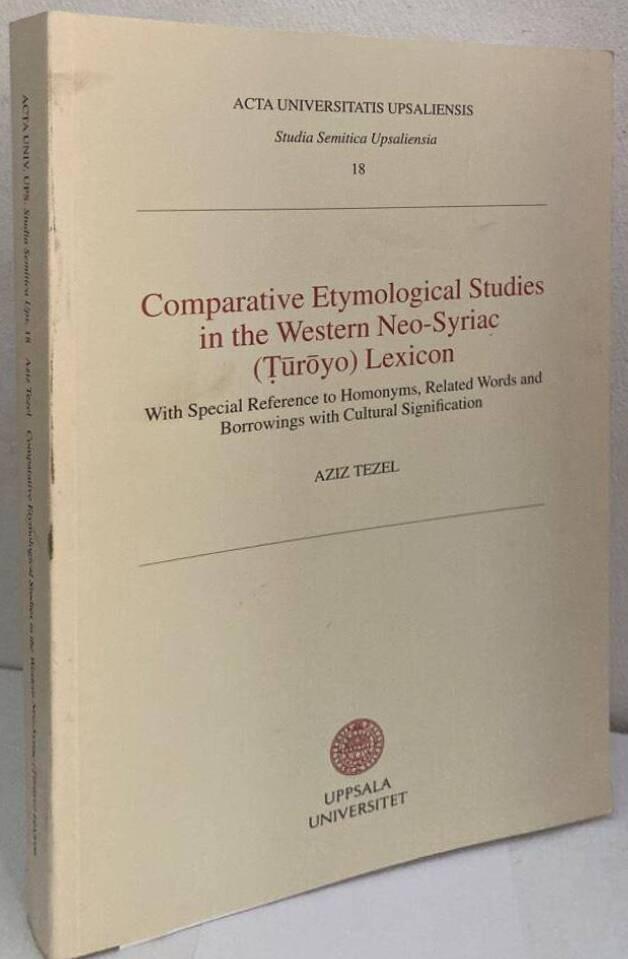 ACTA UNIVERSITATIS UPSALIENSIS
Studia Semitica Upsaliensia
18
Comparative Etymological Studies
in the Western Neo-Syriac
(Ṭūrōyo) Lexicon
With Special Reference to Homonyms, Related Words and
Borrowings with Cultural Signification
AZIZ TEZEL
UPPSALA
UNIVERSITET
ACTA UNIV. UPS. Studia Semitica Ups. 18 Aziz Tezel Comparative Etymological Studies in the Western Neo-Syriac